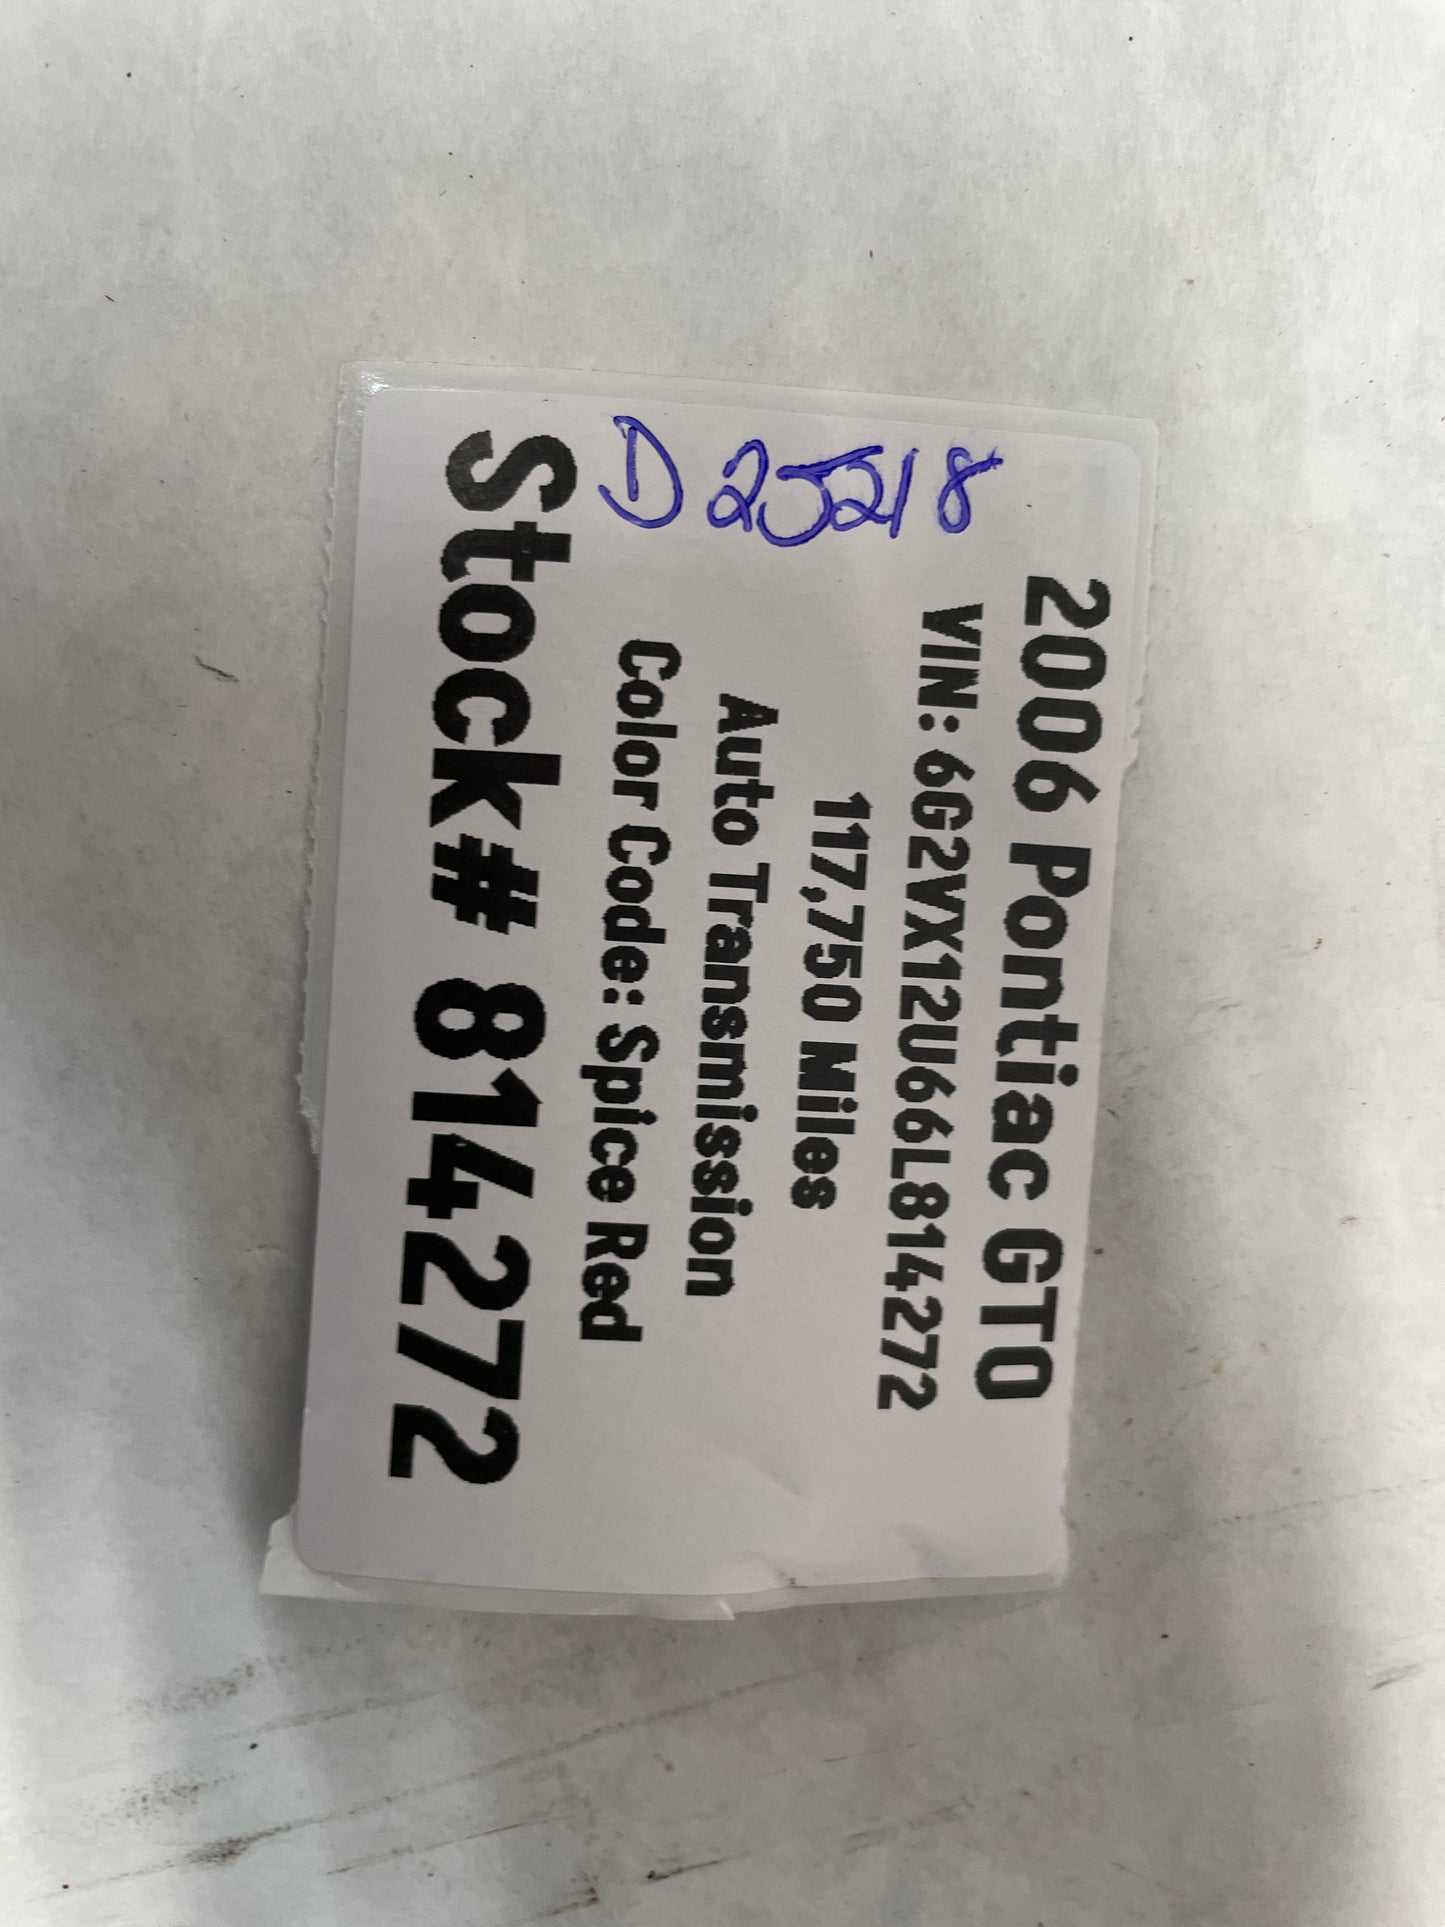 2006 Pontiac GTO
VIN: 6G2VX12U66L814272
117,750 Miles
Auto Transmission
Color Code: Spice Red
Stock# 814272
D25218